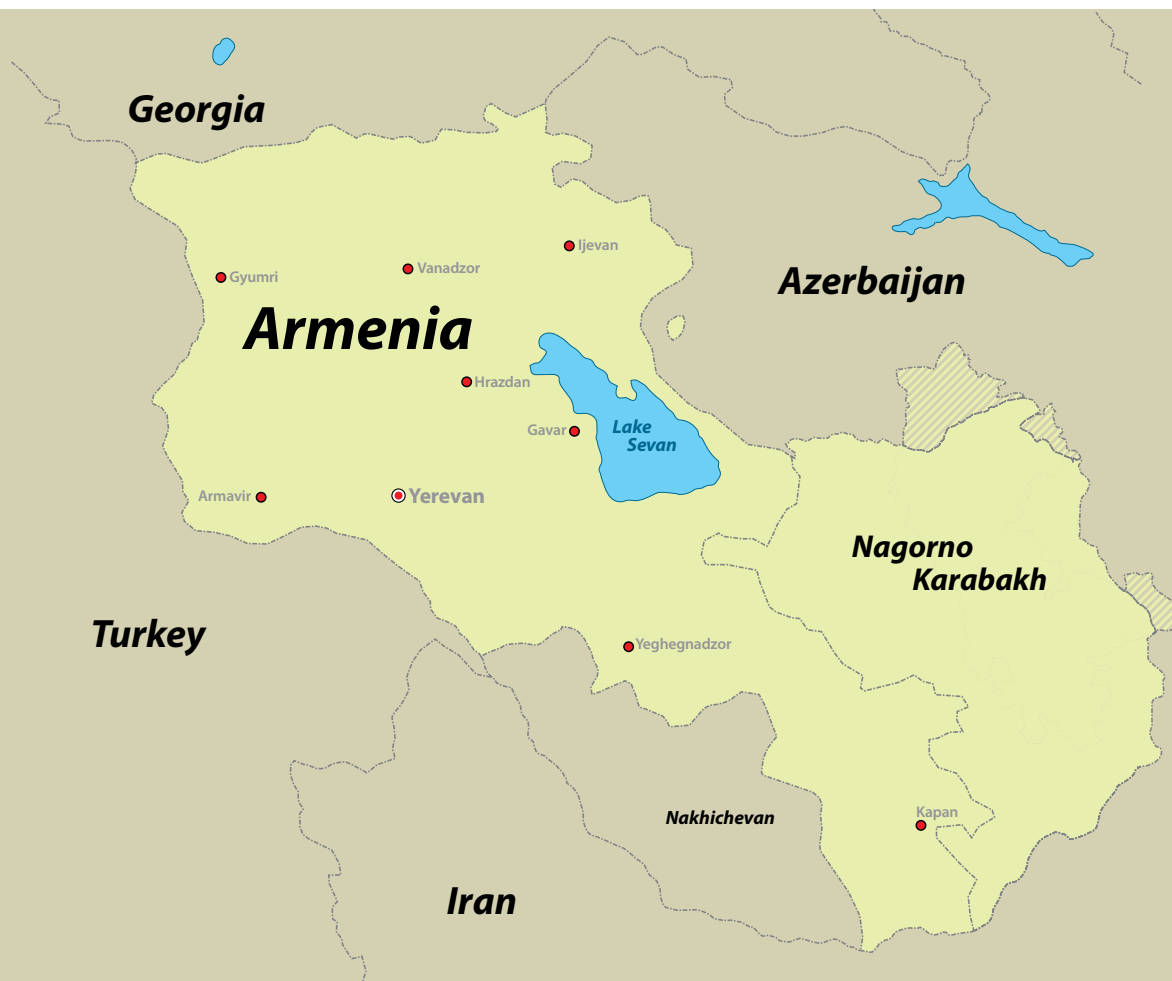 Georgia
Ijevan
Vanadzor
Gyumri
Azerbaijan
Armenia
Hrazdan
Gavar
Lake
Sevan
Armavir
Yerevan
Nagorno
Karabakh
Turkey
Yeghegnadzor
Kapan
Nakhichevan
Iran